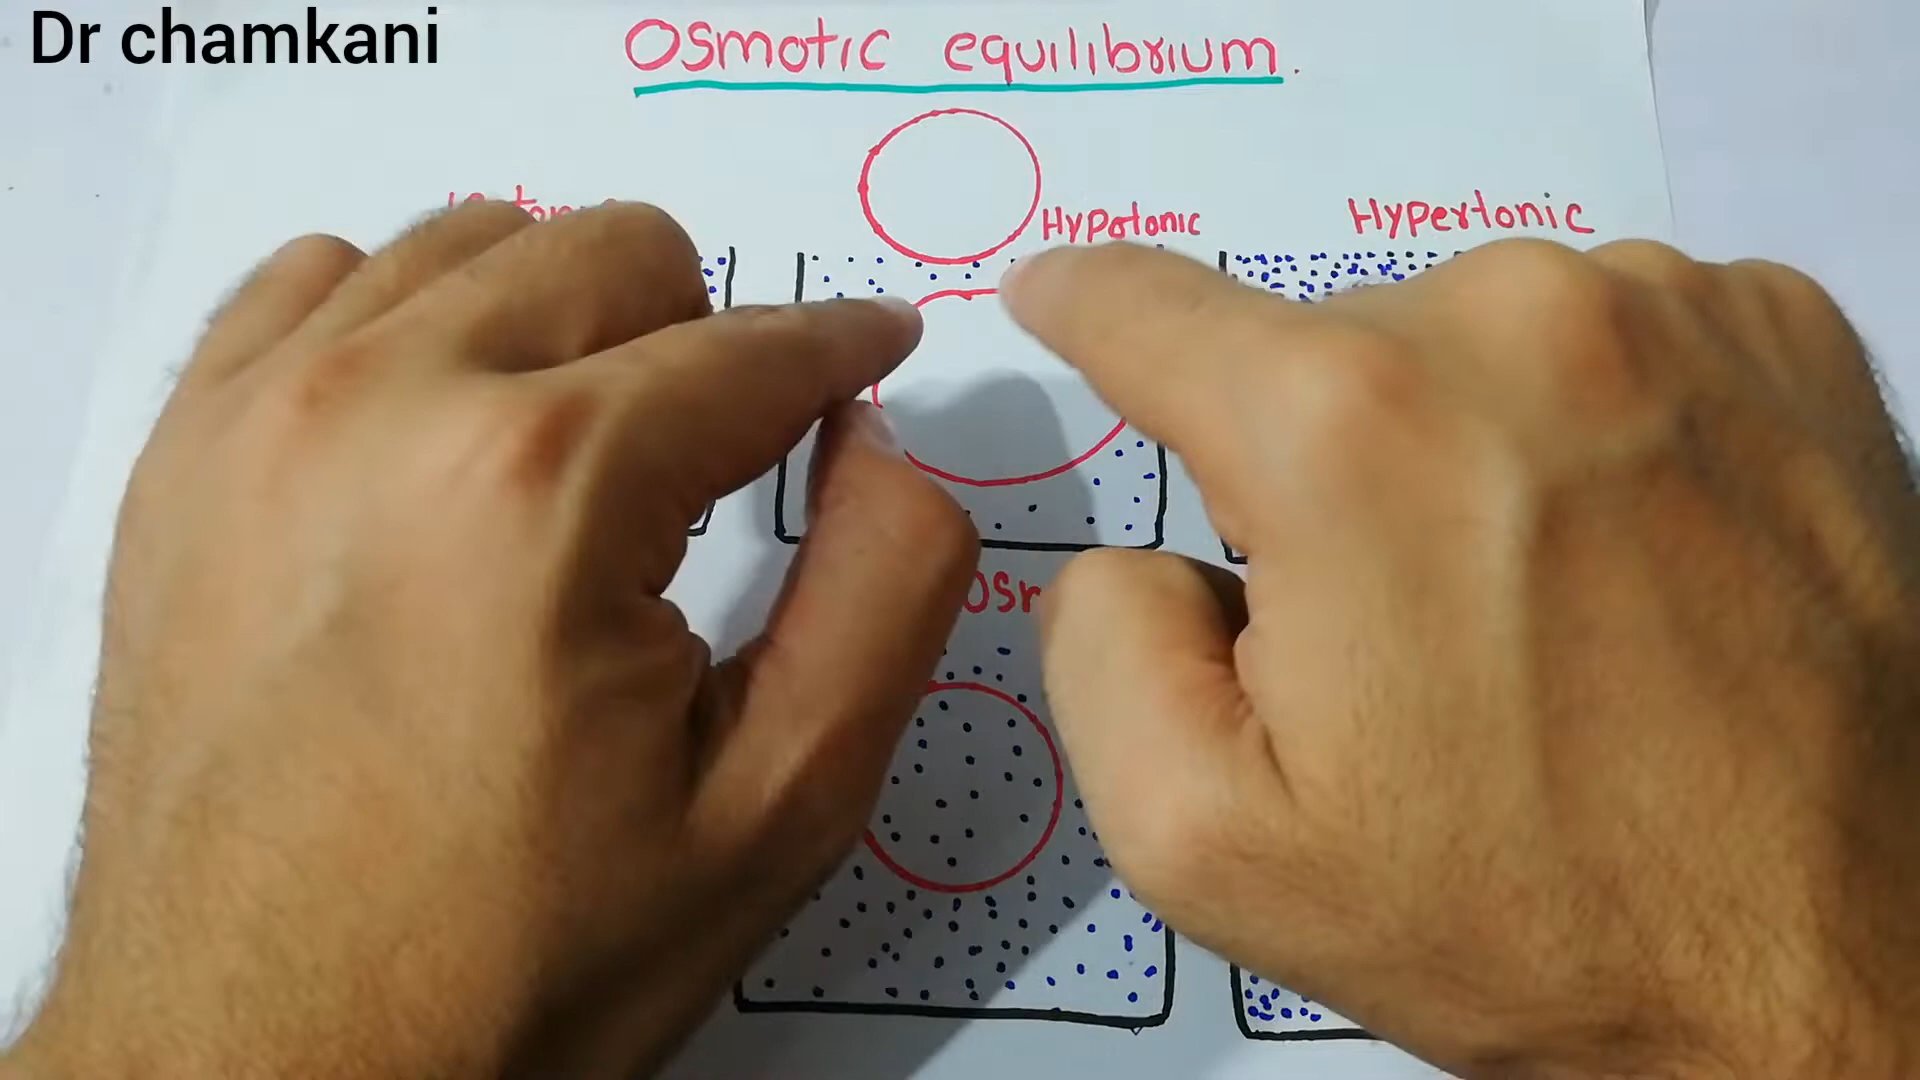 Dr chamkani
Osmotic equilibrium.
Hypotonic
Hypertonic